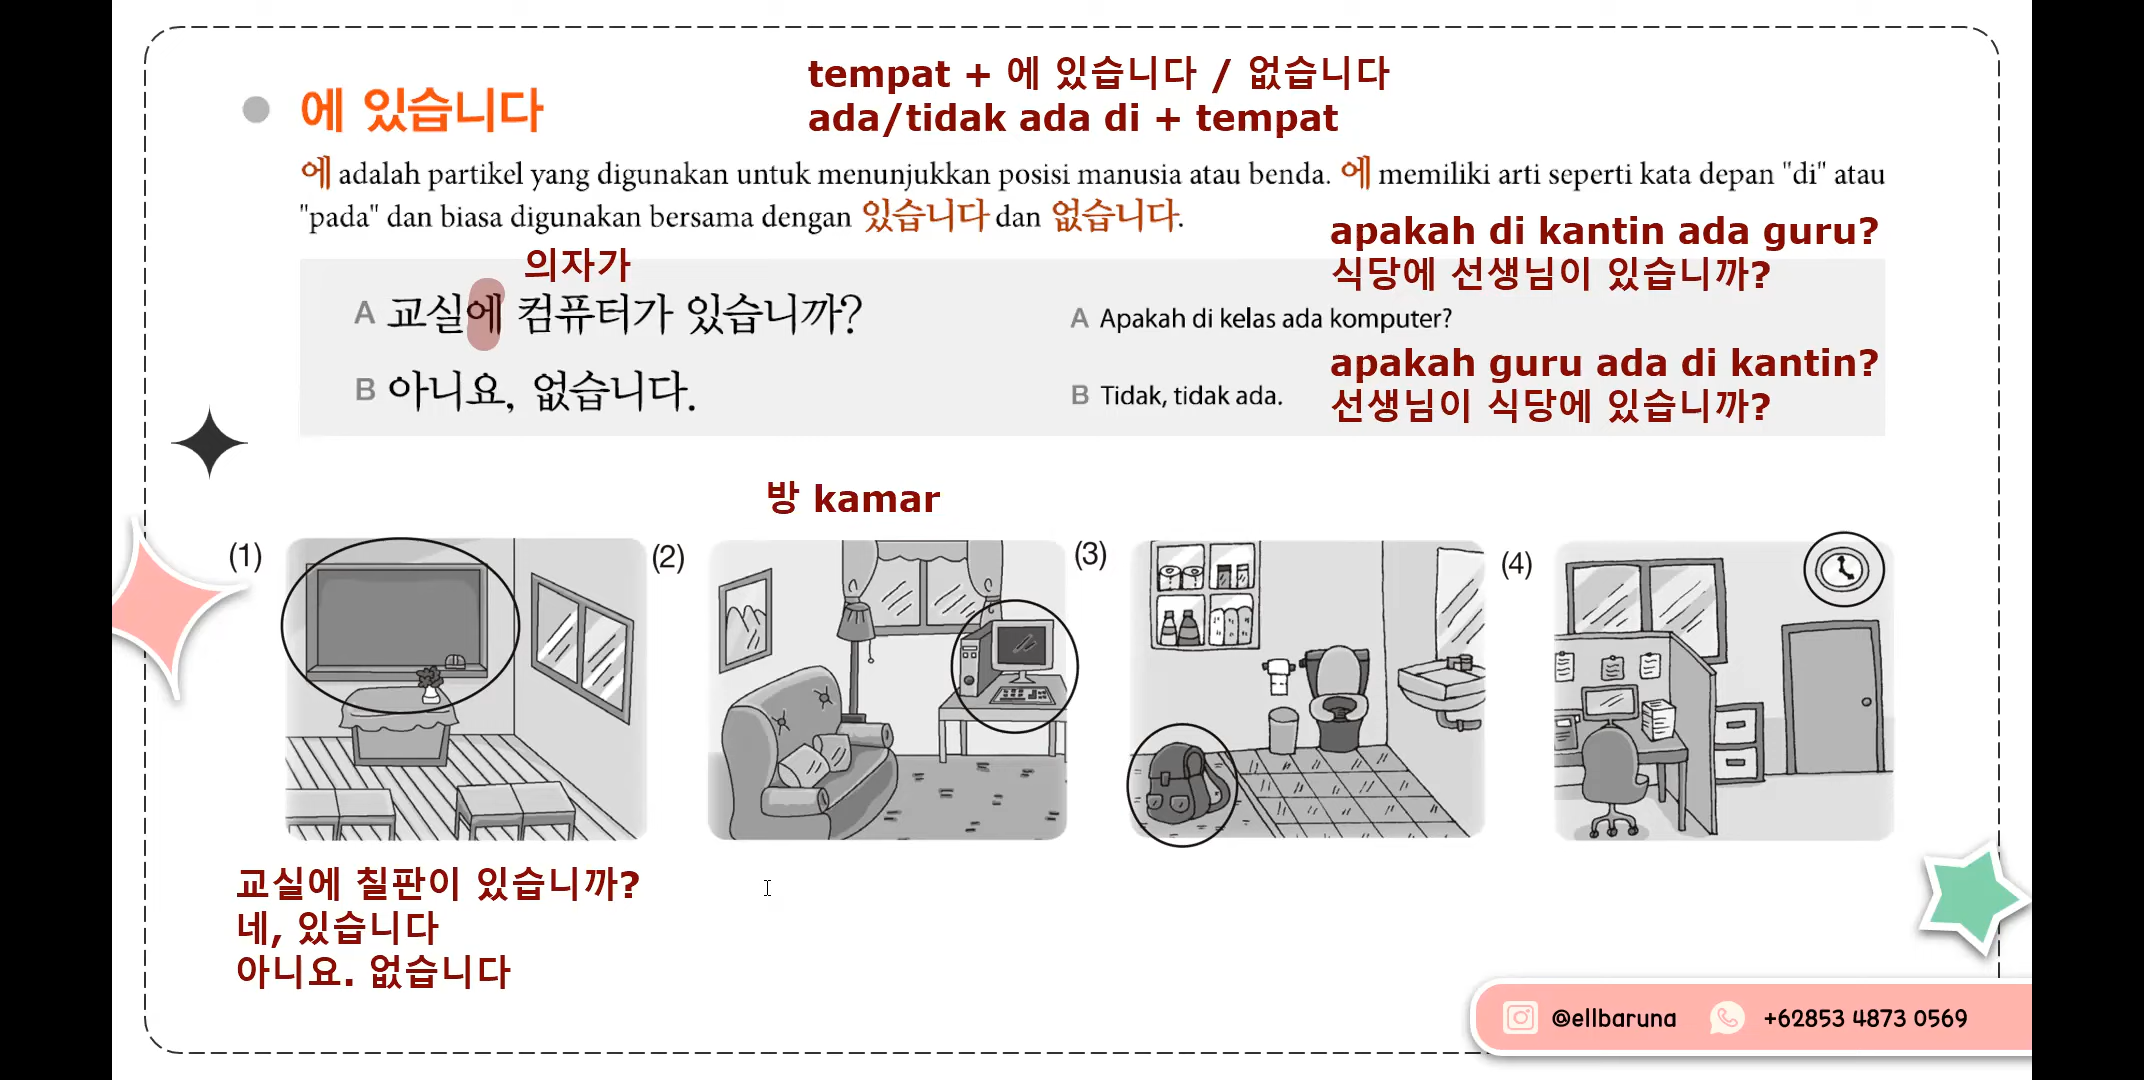 tempat + 에 있습니다 / 없습니다
ada/tidak ada di + tempat
에 있습니다
에 adalah partikel yang digunakan untuk menunjukkan posisi manusia atau benda. 에 memiliki arti seperti kata depan "di" atau
"pada" dan biasa digunakan bersama dengan 있습니다 dan 없습니다.
apakah di kantin ada guru?
식당에 선생님이 있습니까?
의자가
A 교실에 컴퓨터가 있습니까?
A Apakah di kelas ada komputer?
apakah guru ada di kantin?
선생님이 식당에 있습니까?
B 아니요, 없습니다.
B Tidak, tidak ada.
방 kamar
(1)
(2)
(3)
(4)
교실에 칠판이 있습니까?
네, 있습니다
아니요. 없습니다
@ellbaruna +62853 4873 0569